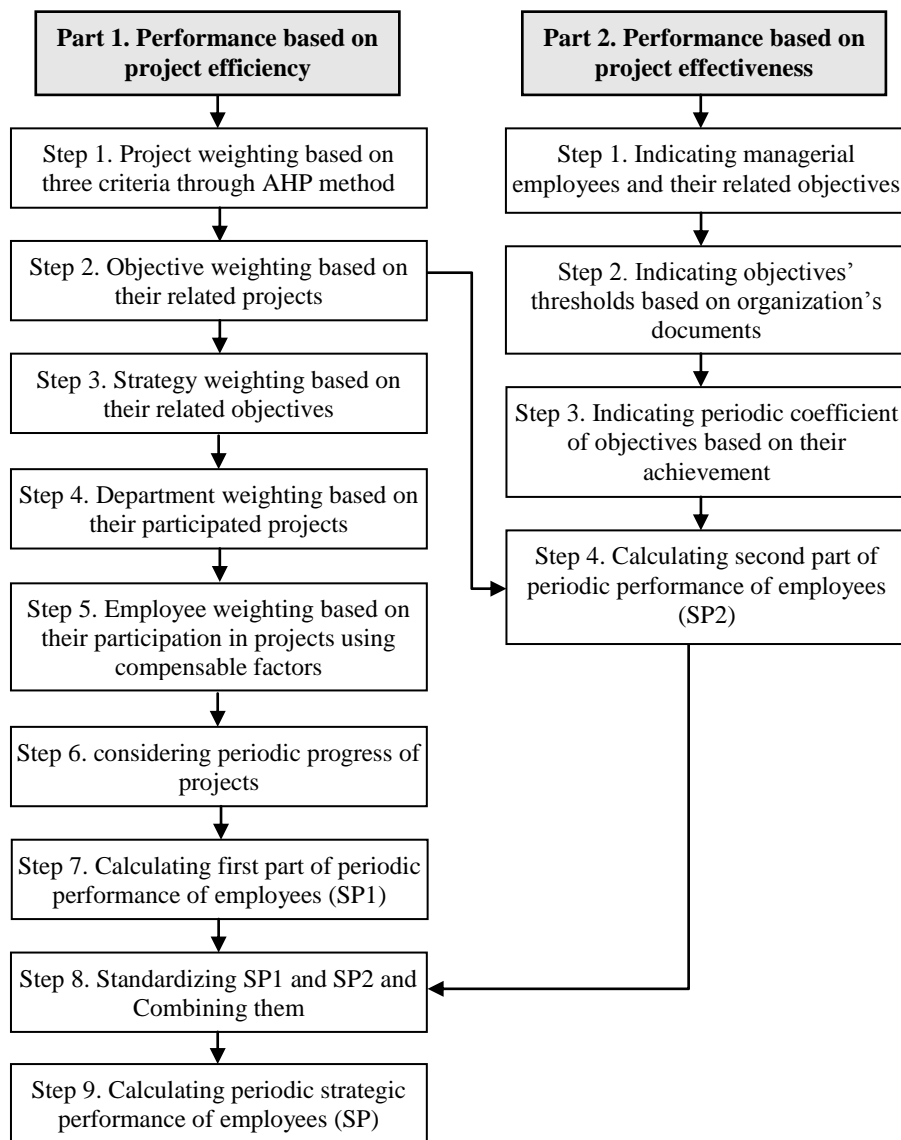 Part 1. Performance based on
project efficiency
Step 1. Project weighting based on
three criteria through AHP method
Step 2. Objective weighting based on
their related projects
Step 3. Strategy weighting based on
their related objectives
Step 4. Department weighting based on
their participated projects
Step 5. Employee weighting based on
their participation in projects using
compensable factors
Step 6. considering periodic progress of
projects
Step 7. Calculating first part of periodic
performance of employees (SP1)
Step 8. Standardizing SP1 and SP2 and
Combining them
Step 9. Calculating periodic strategic
performance of employees (SP)
Part 2. Performance based on
project effectiveness
Step 1. Indicating managerial
employees and their related objectives
Step 2. Indicating objectives’
thresholds based on organization’s
documents
Step 3. Indicating periodic coefficient
of objectives based on their
achievement
Step 4. Calculating second part of
periodic performance of employees
(SP2)